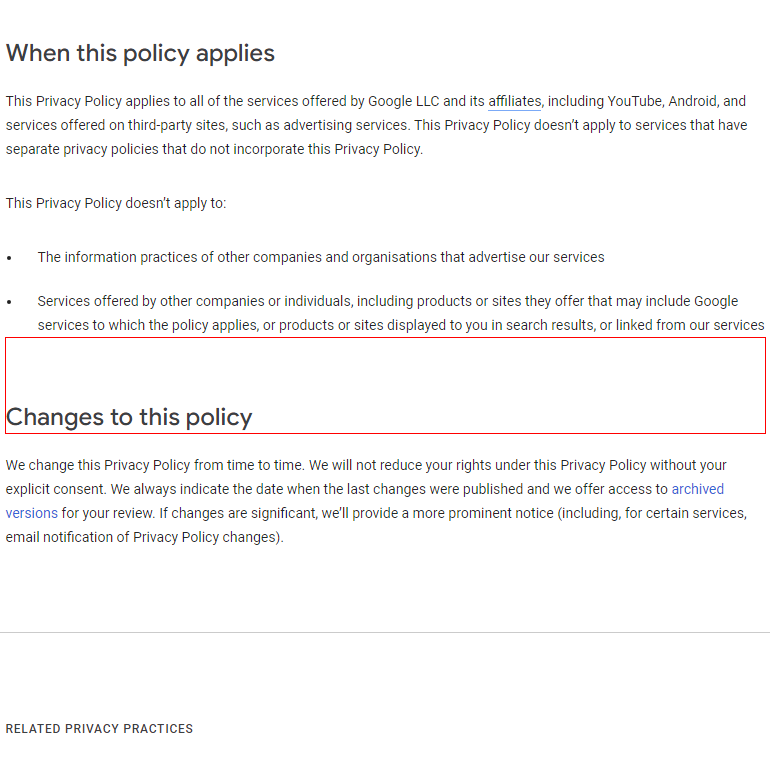 When this policy applies
This Privacy Policy applies to all of the services offered by Google LLC and its affiliates, including YouTube, Android, and
services offered on third-party sites, such as advertising services. This Privacy Policy doesn’t apply to services that have
separate privacy policies that do not incorporate this Privacy Policy.
This Privacy Policy doesn’t apply to:
• The information practices of other companies and organisations that advertise our services
• Services offered by other companies or individuals, including products or sites they offer that may include Google
services to which the policy applies, or products or sites displayed to you in search results, or linked from our services
Changes to this policy
We change this Privacy Policy from time to time. We will not reduce your rights under this Privacy Policy without your
explicit consent. We always indicate the date when the last changes were published and we offer access to archived
versions for your review. If changes are significant, we’ll provide a more prominent notice (including, for certain services,
email notification of Privacy Policy changes).
RELATED PRIVACY PRACTICES